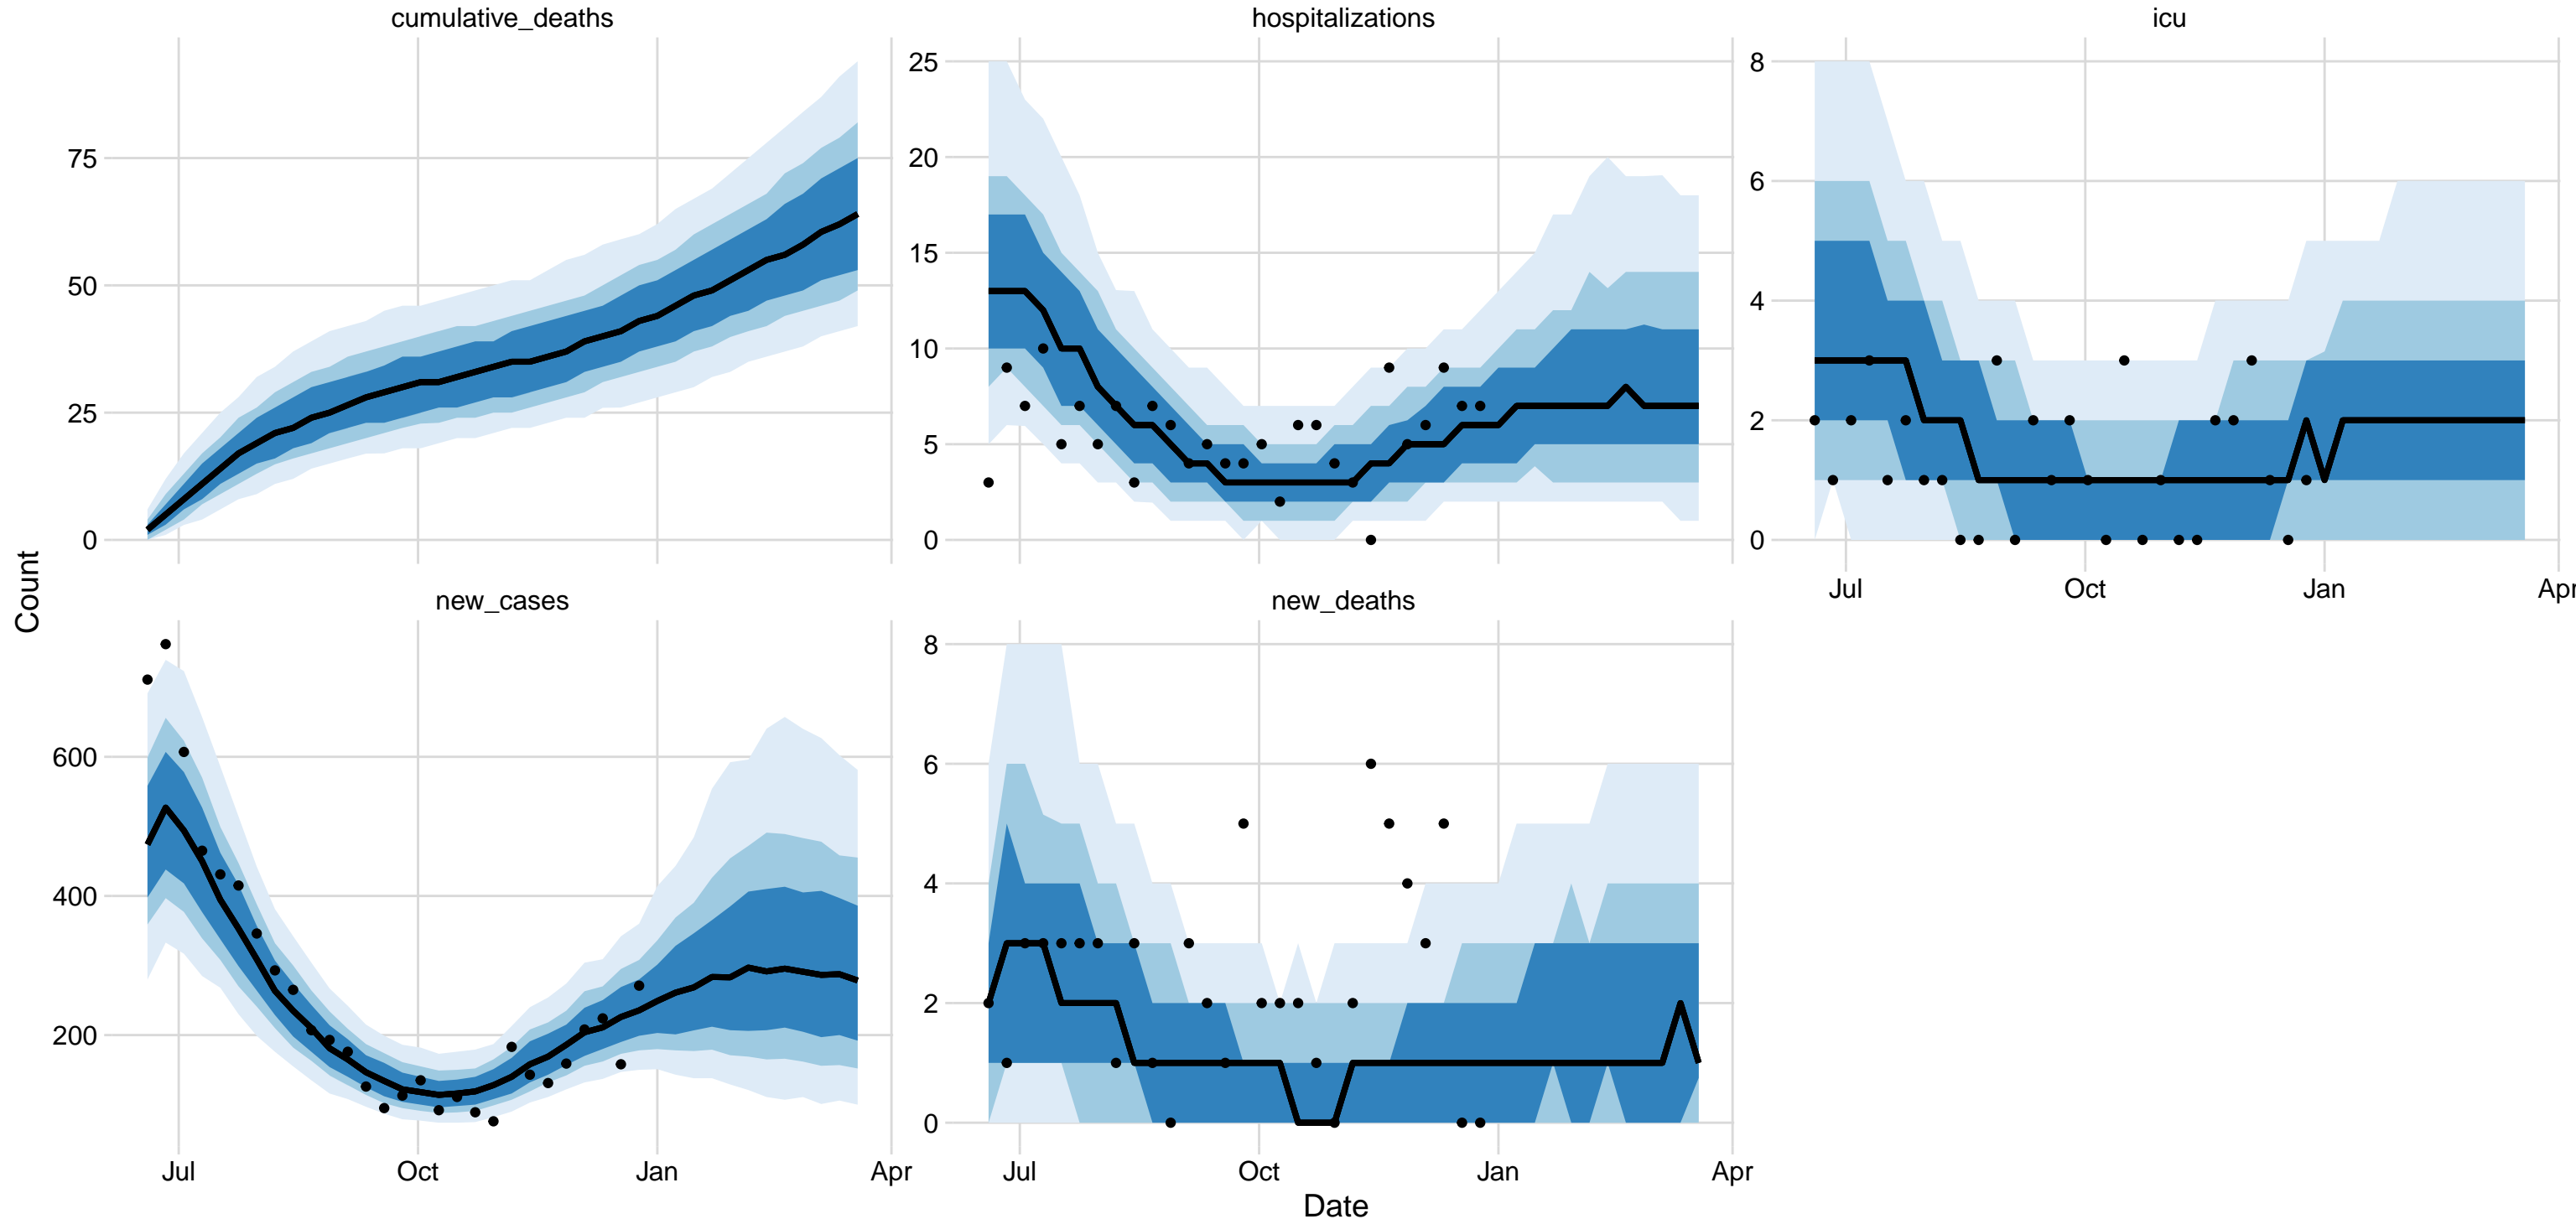 cumulative_deaths
hospitalizations
icu
75
50
25
0
25
20
15
10
5
0
8
6
4
2
0
Jul
Oct
Jan
Apr
Count
new_cases
new_deaths
600
400
200
8
6
4
2
0
Jul
Oct
Jan
Apr
Jul
Oct
Jan
Apr
Date